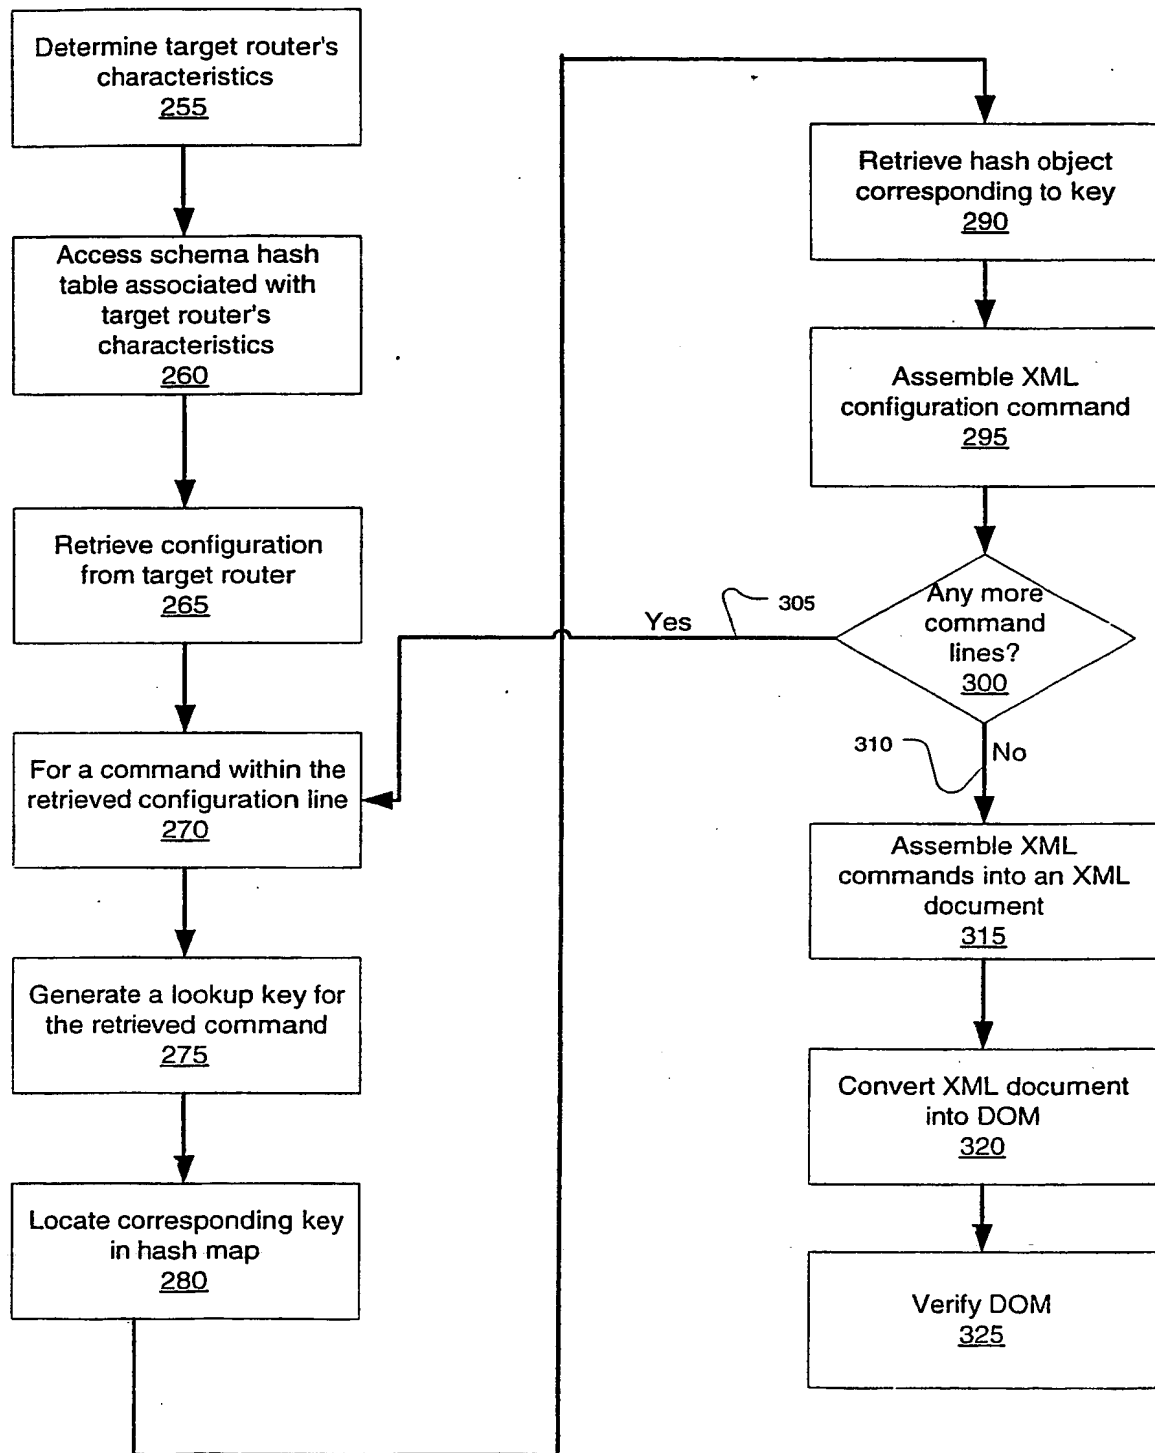 Determine target router's
characteristics
255
Access schema hash
table associated with
target router's
characteristics
260
Retrieve configuration
from target router
265
For a command within the
retrieved configuration line
270
Generate a lookup key for
the retrieved command
275
Locate corresponding key
in hash map
280
Retrieve hash object
corresponding to key
290
Assemble XML
configuration command
295
Any more
command
lines?
300
Yes
305
310
No
Assemble XML
commands into an XML
document
315
Convert XML document
into DOM
320
Verify DOM
325